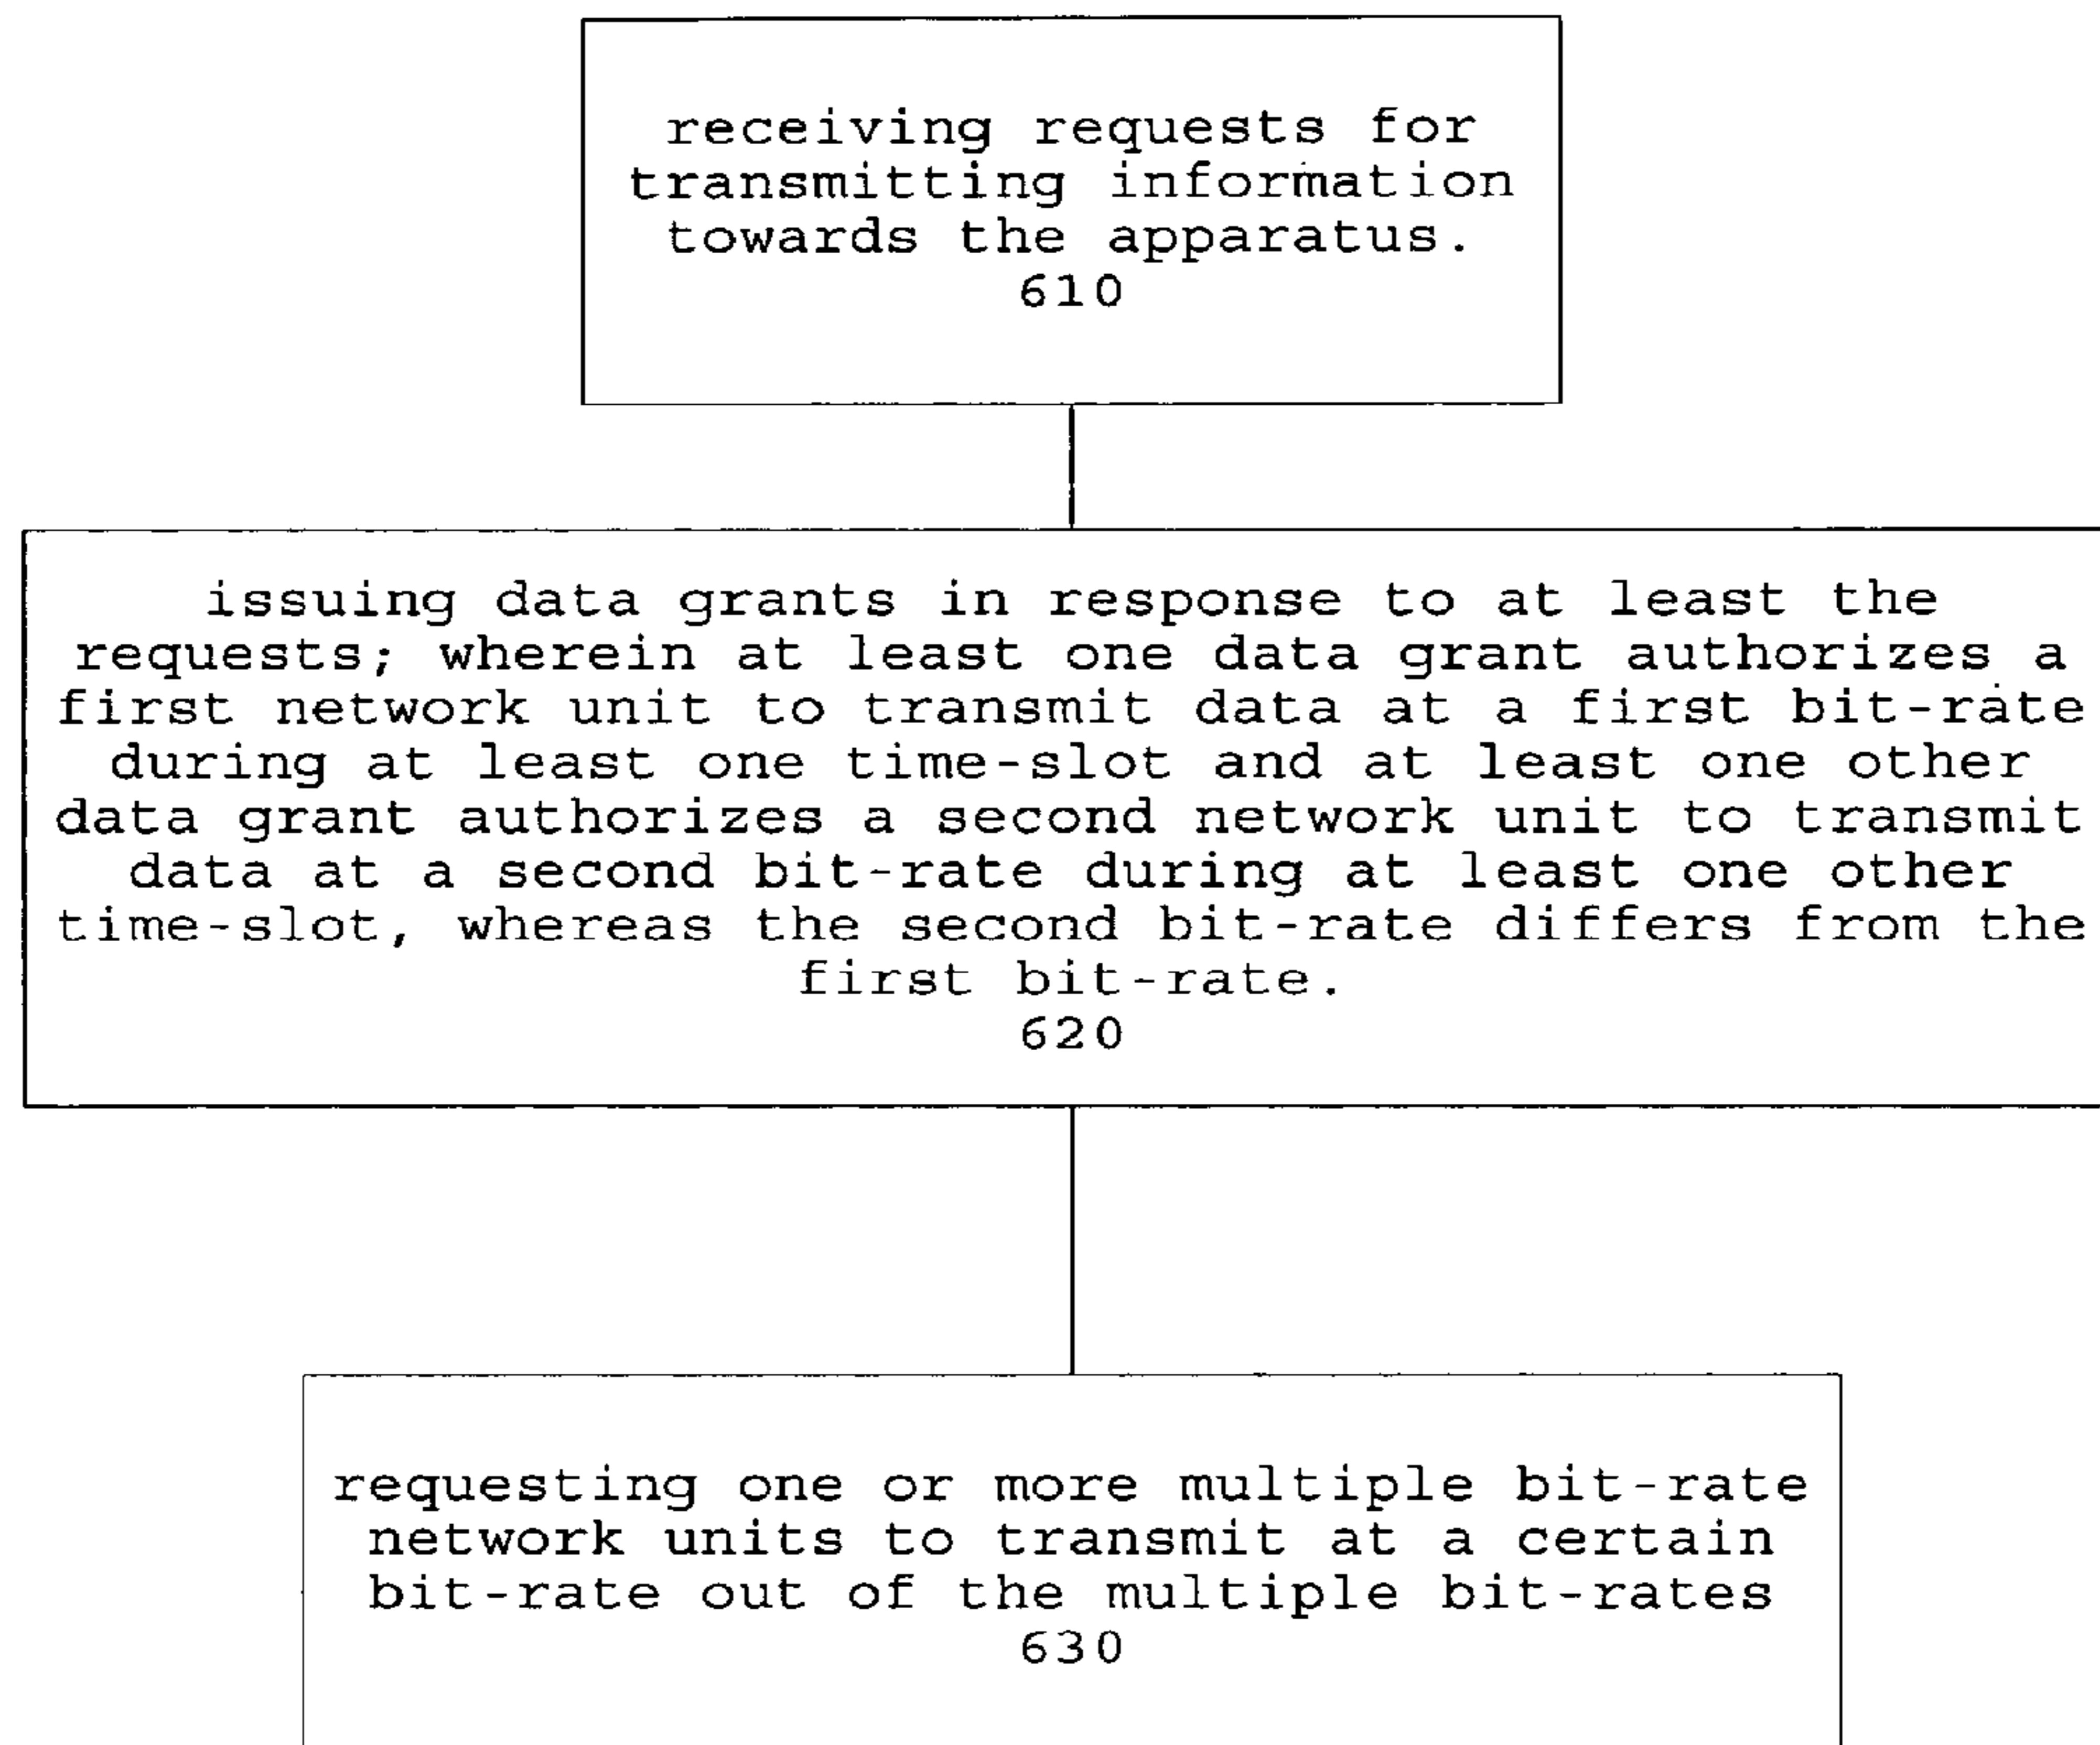 receiving requests for
transmitting information
towards the apparatus.
610
issuing data grants in response to at least the
requests; wherein at least one data grant authorizes a
first network unit to transmit data at a first bit-rate
during at least one time-slot and at least one other
data grant authorizes a second network unit to transmit
data at a second bit-rate during at least one other
time-slot, whereas the second bit-rate differs from the
first bit-rate.
620
requesting one or more multiple bit-rate
network units to transmit at a certain
bit-rate out of the multiple bit-rates
630